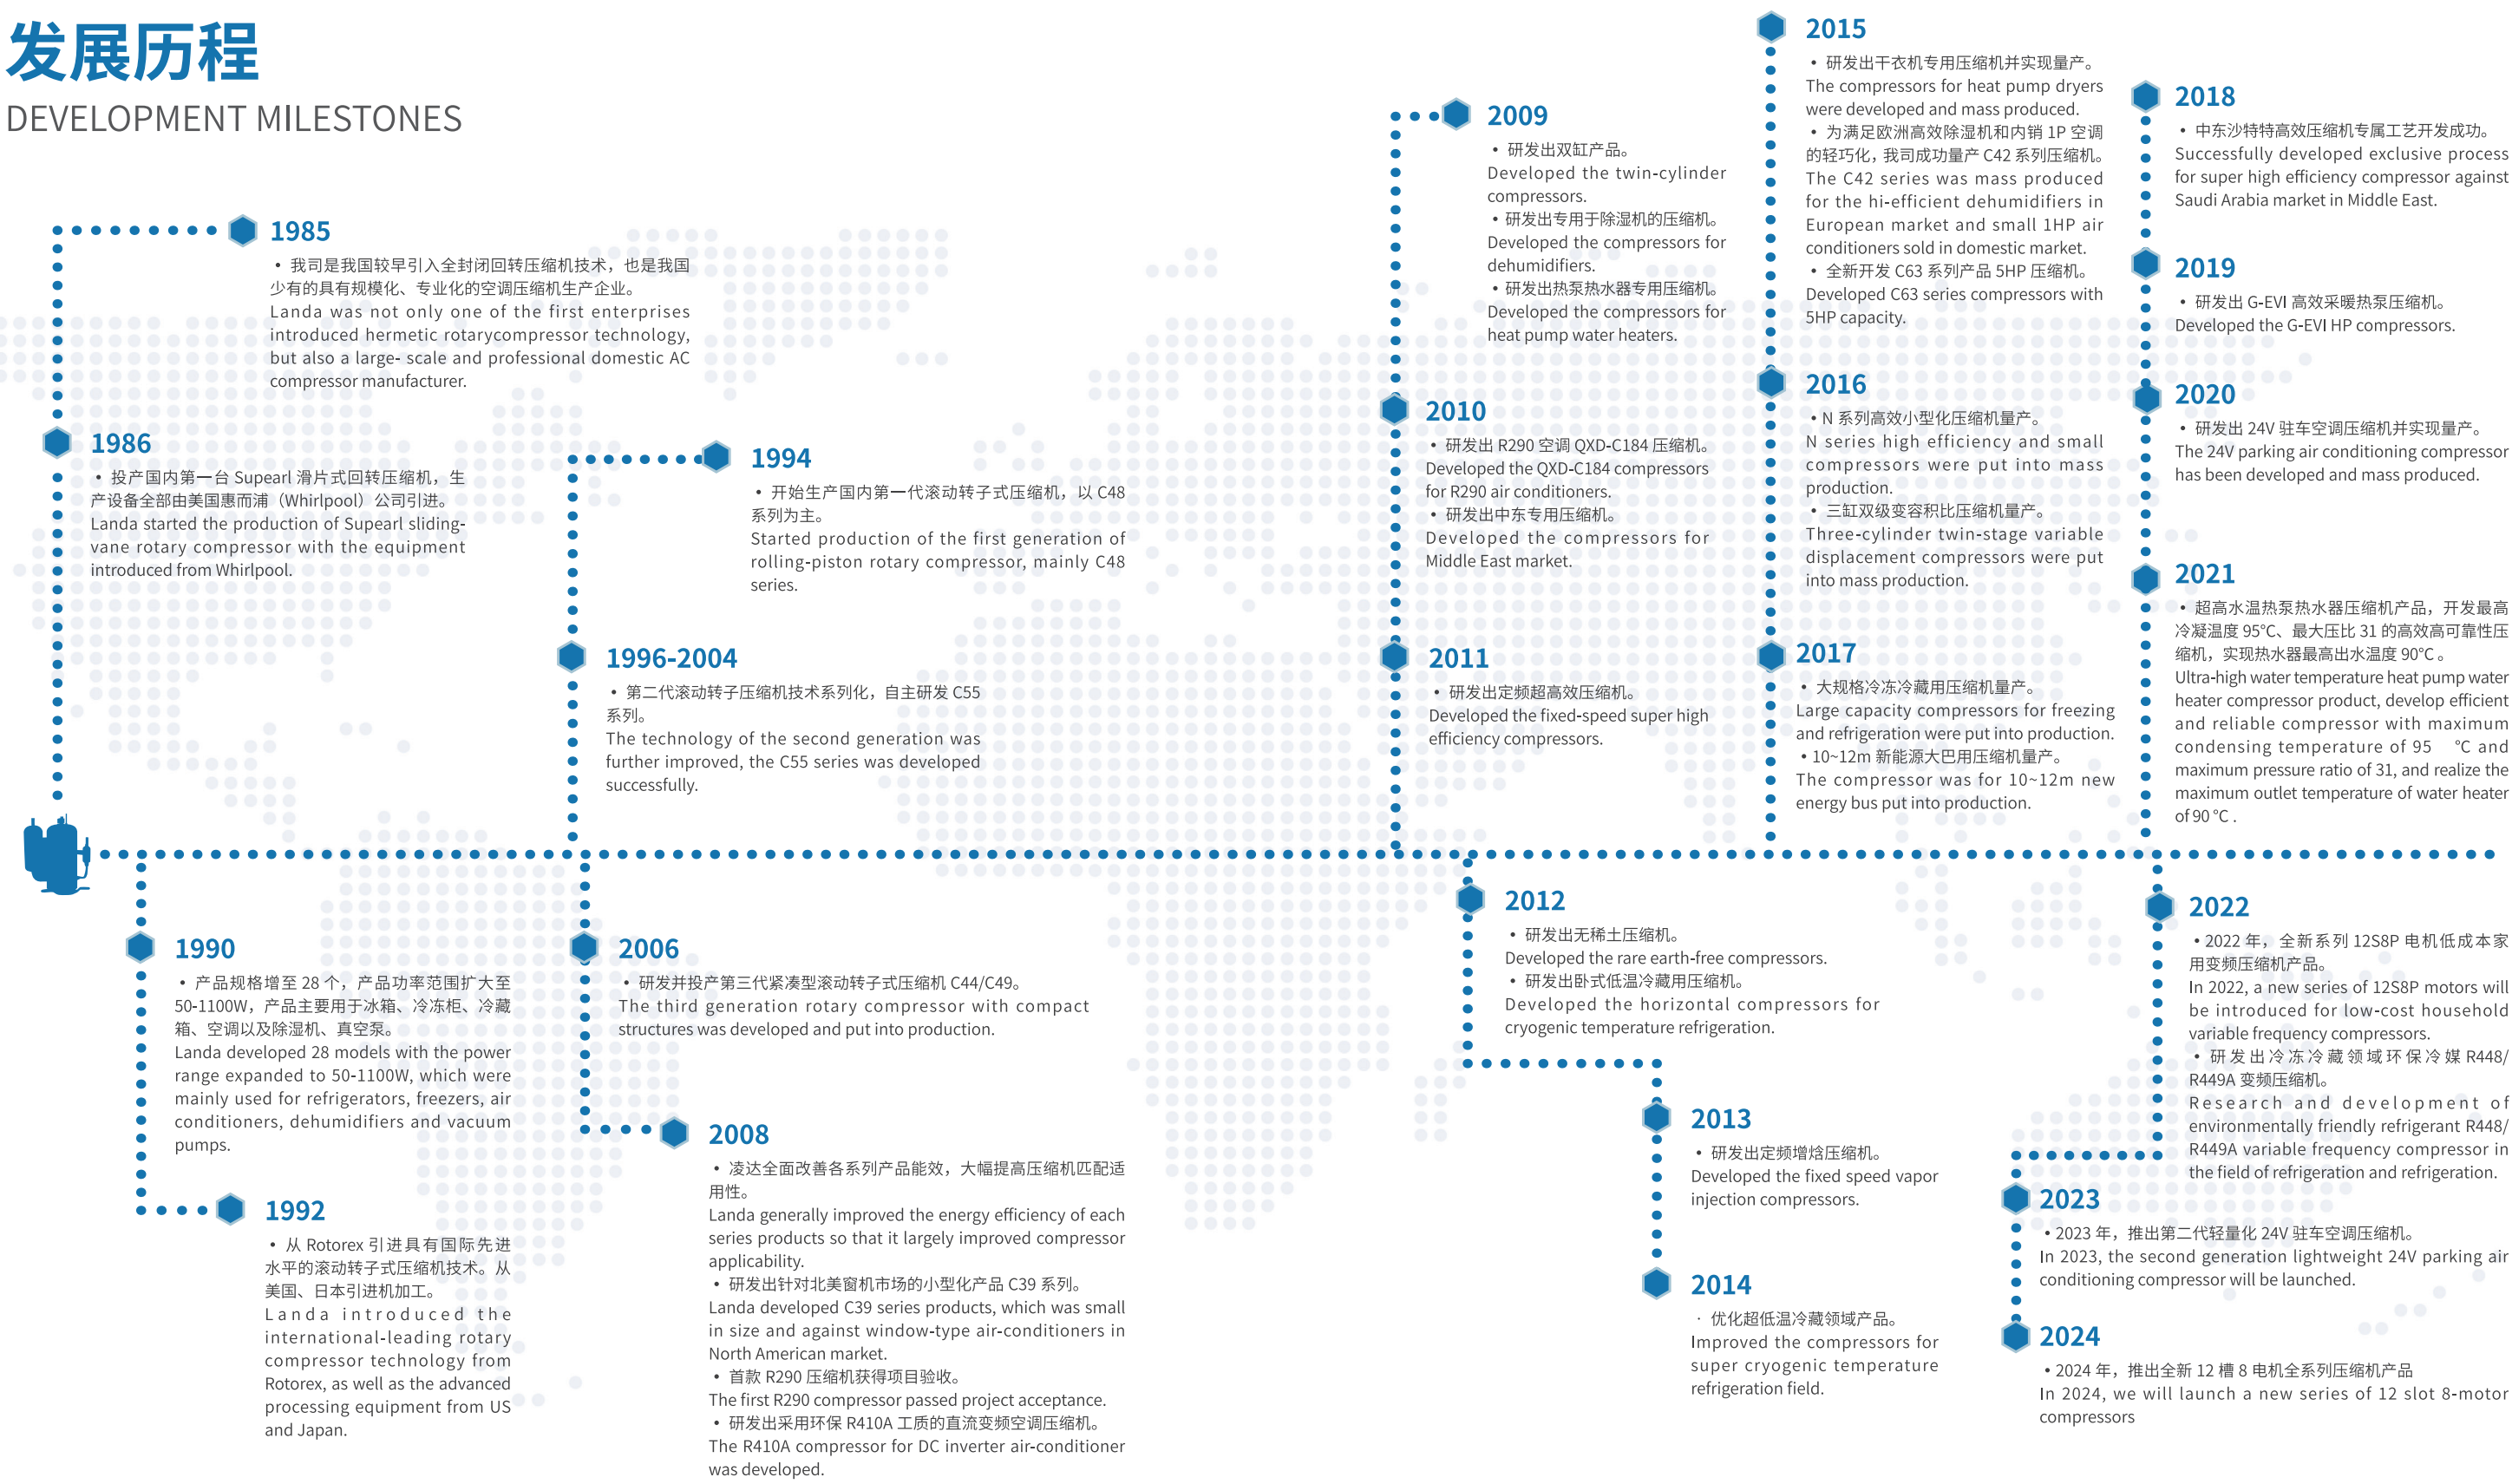 发展历程
DEVELOPMENT MILESTONES
1985
• 我司是我国较早引入全封闭回转压缩机技术，也是我国
少有的具有规模化、专业化的空调压缩机生产企业。
Landa was not only one of the first enterprises
introduced hermetic rotarycompressor technology,
but also a large- scale and professional domestic AC
compressor manufacturer.
1986
• 投产国内第一台 Supearl 滑片式回转压缩机，生
产设备全部由美国惠而浦（Whirlpool）公司引进。
Landa started the production of Supearl sliding-
vane rotary compressor with the equipment
introduced from Whirlpool.
1990
• 产品规格增至 28 个，产品功率范围扩大至
50-1100W，产品主要用于冰箱、冷冻柜、冷藏
箱、空调以及除湿机、真空泵。
Landa developed 28 models with the power
range expanded to 50-1100W, which were
mainly used for refrigerators, freezers, air
conditioners, dehumidifiers and vacuum
pumps.
1992
• 从 Rotorex 引进具有国际先进
水平的滚动转子式压缩机技术。从
美国、日本引进机加工。
Landa introduced the
international-leading rotary
compressor technology from
Rotorex, as well as the advanced
processing equipment from US
and Japan.
1994
• 开始生产国内第一代滚动转子式压缩机，以 C48
系列为主。
Started production of the first generation of
rolling-piston rotary compressor, mainly C48
series.
1996-2004
• 第二代滚动转子压缩机技术系列化，自主研发 C55
系列。
The technology of the second generation was
further improved, the C55 series was developed
successfully.
2006
• 研发并投产第三代紧凑型滚动转子式压缩机 C44/C49。
The third generation rotary compressor with compact
structures was developed and put into production.
2008
• 凌达全面改善各系列产品能效，大幅提高压缩机匹配适
用性。
Landa generally improved the energy efficiency of each
series products so that it largely improved compressor
applicability.
• 研发出针对北美窗机市场的小型化产品 C39 系列。
Landa developed C39 series products, which was small
in size and against window-type air-conditioners in
North American market.
• 首款 R290 压缩机获得项目验收。
The first R290 compressor passed project acceptance.
• 研发出采用环保 R410A 工质的直流变频空调压缩机。
The R410A compressor for DC inverter air-conditioner
was developed.
2009
• 研发出双缸产品。
Developed the twin-cylinder
compressors.
• 研发出专用于除湿机的压缩机。
Developed the compressors for
dehumidifiers.
• 研发出热泵热水器专用压缩机。
Developed the compressors for
heat pump water heaters.
2010
• 研发出 R290 空调 QXD-C184 压缩机。
Developed the QXD-C184 compressors
for R290 air conditioners.
• 研发出中东专用压缩机。
Developed the compressors for
Middle East market.
2011
• 研发出定频超高效压缩机。
Developed the fixed-speed super high
efficiency compressors.
2012
• 研发出无稀土压缩机。
Developed the rare earth-free compressors.
• 研发出卧式低温冷藏用压缩机。
Developed the horizontal compressors for
cryogenic temperature refrigeration.
2013
• 研发出定频增焓压缩机。
Developed the fixed speed vapor
injection compressors.
2014
· 优化超低温冷藏领域产品。
Improved the compressors for
super cryogenic temperature
refrigeration field.
2015
• 研发出干衣机专用压缩机并实现量产。
The compressors for heat pump dryers
were developed and mass produced.
• 为满足欧洲高效除湿机和内销 1P 空调
的轻巧化，我司成功量产 C42 系列压缩机。
The C42 series was mass produced
for the hi-efficient dehumidifiers in
European market and small 1HP air
conditioners sold in domestic market.
• 全新开发 C63 系列产品 5HP 压缩机。
Developed C63 series compressors with
5HP capacity.
2016
• N 系列高效小型化压缩机量产。
N series high efficiency and small
compressors were put into mass
production.
• 三缸双级变容积比压缩机量产。
Three-cylinder twin-stage variable
displacement compressors were put
into mass production.
2017
• 大规格冷冻冷藏用压缩机量产。
Large capacity compressors for freezing
and refrigeration were put into production.
• 10~12m 新能源大巴用压缩机量产。
The compressor was for 10~12m new
energy bus put into production.
2018
• 中东沙特特高效压缩机专属工艺开发成功。
Successfully developed exclusive process
for super high efficiency compressor against
Saudi Arabia market in Middle East.
2019
• 研发出 G-EVI 高效采暖热泵压缩机。
Developed the G-EVI HP compressors.
2020
• 研发出 24V 驻车空调压缩机并实现量产。
The 24V parking air conditioning compressor
has been developed and mass produced.
2021
• 超高水温热泵热水器压缩机产品，开发最高
冷凝温度 95℃、最大压比 31 的高效高可靠性压
缩机，实现热水器最高出水温度 90℃。
Ultra-high water temperature heat pump water
heater compressor product, develop efficient
and reliable compressor with maximum
condensing temperature of 95 ℃ and
maximum pressure ratio of 31, and realize the
maximum outlet temperature of water heater
of 90 ℃ .
2022
• 2022 年，全新系列 12S8P 电机低成本家
用变频压缩机产品。
In 2022, a new series of 12S8P motors will
be introduced for low-cost household
variable frequency compressors.
• 研发出冷冻冷藏领域环保冷媒 R448/
R449A 变频压缩机。
Research and development of
environmentally friendly refrigerant R448/
R449A variable frequency compressor in
the field of refrigeration and refrigeration.
2023
• 2023 年，推出第二代轻量化 24V 驻车空调压缩机。
In 2023, the second generation lightweight 24V parking air
conditioning compressor will be launched.
2024
• 2024 年，推出全新 12 槽 8 电机全系列压缩机产品
In 2024, we will launch a new series of 12 slot 8-motor
compressors